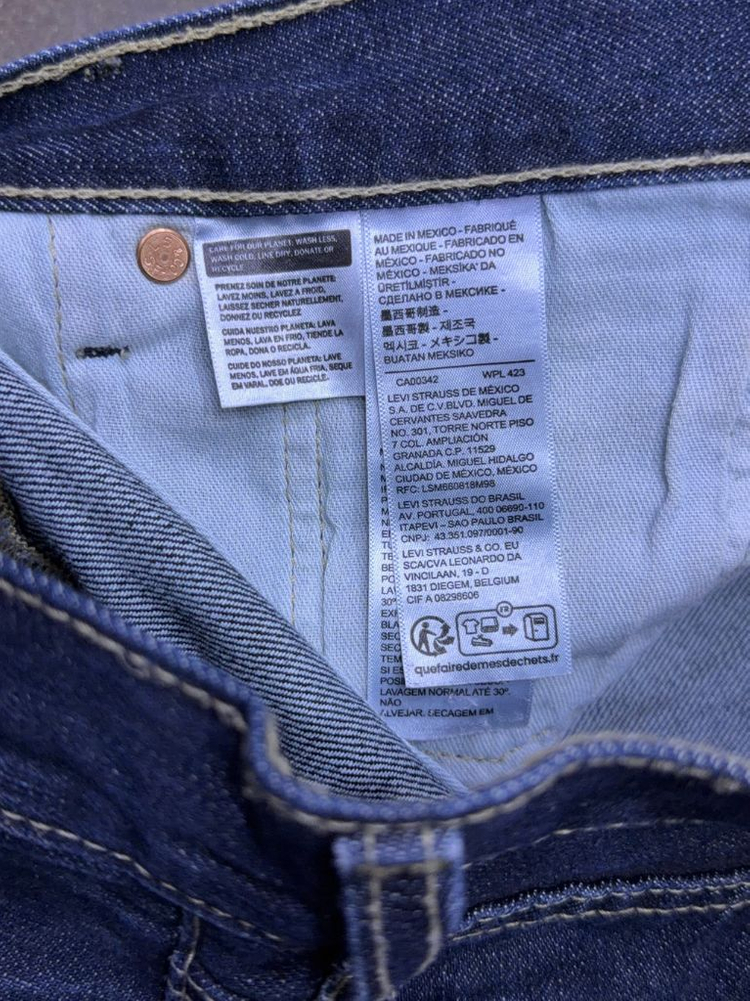 CARE FOR OUR PLANET: WASH LESS,
WASH COLD, LINE DRY, DONATE OR
RECYCLE
PRENEZ SOIN DE NOTRE PLANETE:
LAVEZ MOINS, LAVEZ A FROID,
LAISSEZ SECHER NATURELLEMENT,
DONNEZ OU RECYCLEZ
CUIDA NUESTRO PLANETA: LAVA
MENOS, LAVA EN FRIO, TIENDE LA
ROPA, DONA O RECICLA.
CUIDE DO NOSSO PLANETA: LAVE
MENOS, LAVE EM ÁGUA FRIA, SEQUE
EM VARAL, DOE OU RECICLE.
MADE IN MEXICO - FABRIQUÉ
AU MEXIQUE - FABRICADO EN
MÉXICO - FABRICADO NO
MÉXICO - MEKSİKA' DA
ÜRETİLMİŞTİR -
СДЕЛАНО В МЕКСИКЕ -
墨西哥制造 -
墨西哥製 - 제조국
멕시코 - メキシコ製 -
BUATAN MEKSIKO
CA00342 WPL 423
LEVI STRAUSS DE MÉXICO
S.A. DE C.V.BLVD. MIGUEL DE
CERVANTES SAAVEDRA
NO. 301, TORRE NORTE PISO
7 COL. AMPLIACIÓN
GRANADA C.P. 11529
ALCALDÍA. MIGUEL HIDALGO
CIUDAD DE MÉXICO, MÉXICO
RFC: LSM660818M98
LEVI STRAUSS DO BRASIL
AV. PORTUGAL, 400 06690-110
ITAPEVI – SAO PAULO BRASIL
CNPJ: 43.351.097/0001-90
LEVI STRAUSS & CO. EU
SCA/CVA LEONARDO DA
VINCILAAN, 19 - D
1831 DIEGEM, BELGIUM
CIF A 08298606
FR
quefairedemesdechets.fr
LAVAGEM NORMAL ATÉ 30º.
NÃO
ALVEJAR. SECAGEM EM